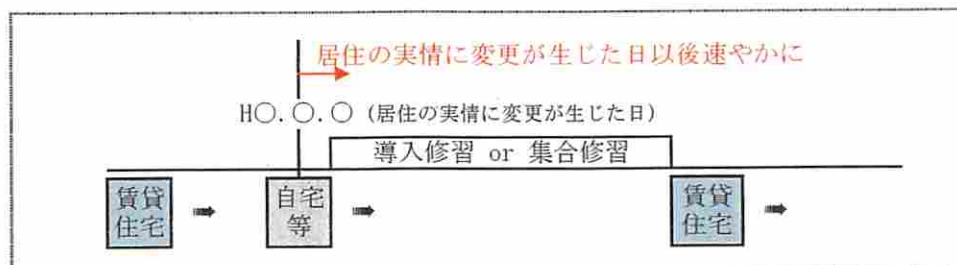 居住の実情に変更が生じた日以後速やかに
H○.○.○ (居住の実情に変更が生じた日)
導入修習 or 集合修習
賃貸
住宅
自宅
等
賃貸
住宅